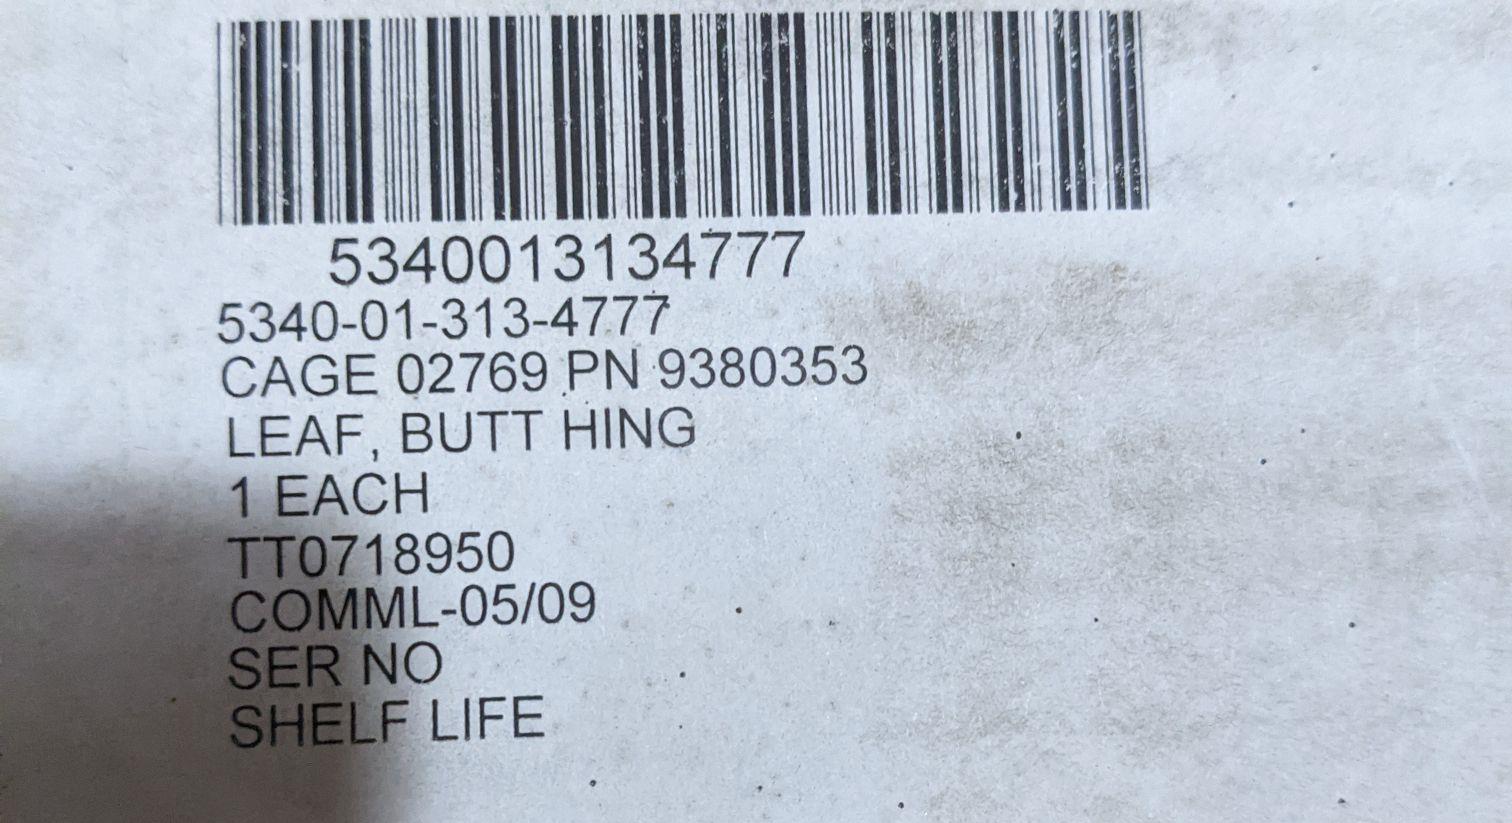 5340013134777
5340-01-313-4777
CAGE 02769 PN 9380353
LEAF, BUTT HING
1 EACH
TT0718950
COMML-05/09
SER NO
SHELF LIFE